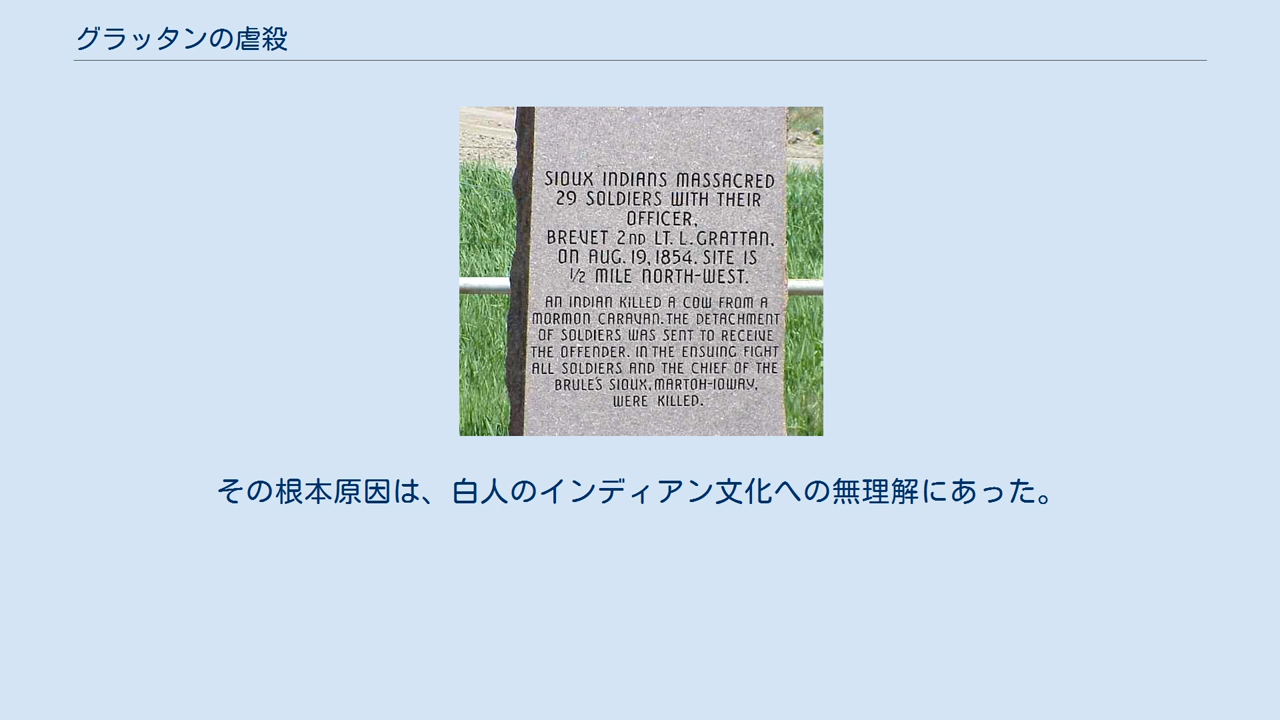 グラッタンの虐殺
SIOUX INDIANS MASSACRED
29 SOLDIERS WITH THEIR
OFFICER,
BREVET 2ND LT. L. GRATTAN,
ON AUG. 19, 1854. SITE IS
1/2 MILE NORTH-WEST.
AN INDIAN KILLED A COW FROM A
MORMON CARAVAN. THE DETACHMENT
OF SOLDIERS WAS SENT TO RECEIVE
THE OFFENDER. IN THE ENSUING FIGHT
ALL SOLDIERS AND THE CHIEF OF THE
BRULE'S SIOUX, MARTOH-IOWAY,
WERE KILLED.
その根本原因は、白人のインディアン文化への無理解にあった。